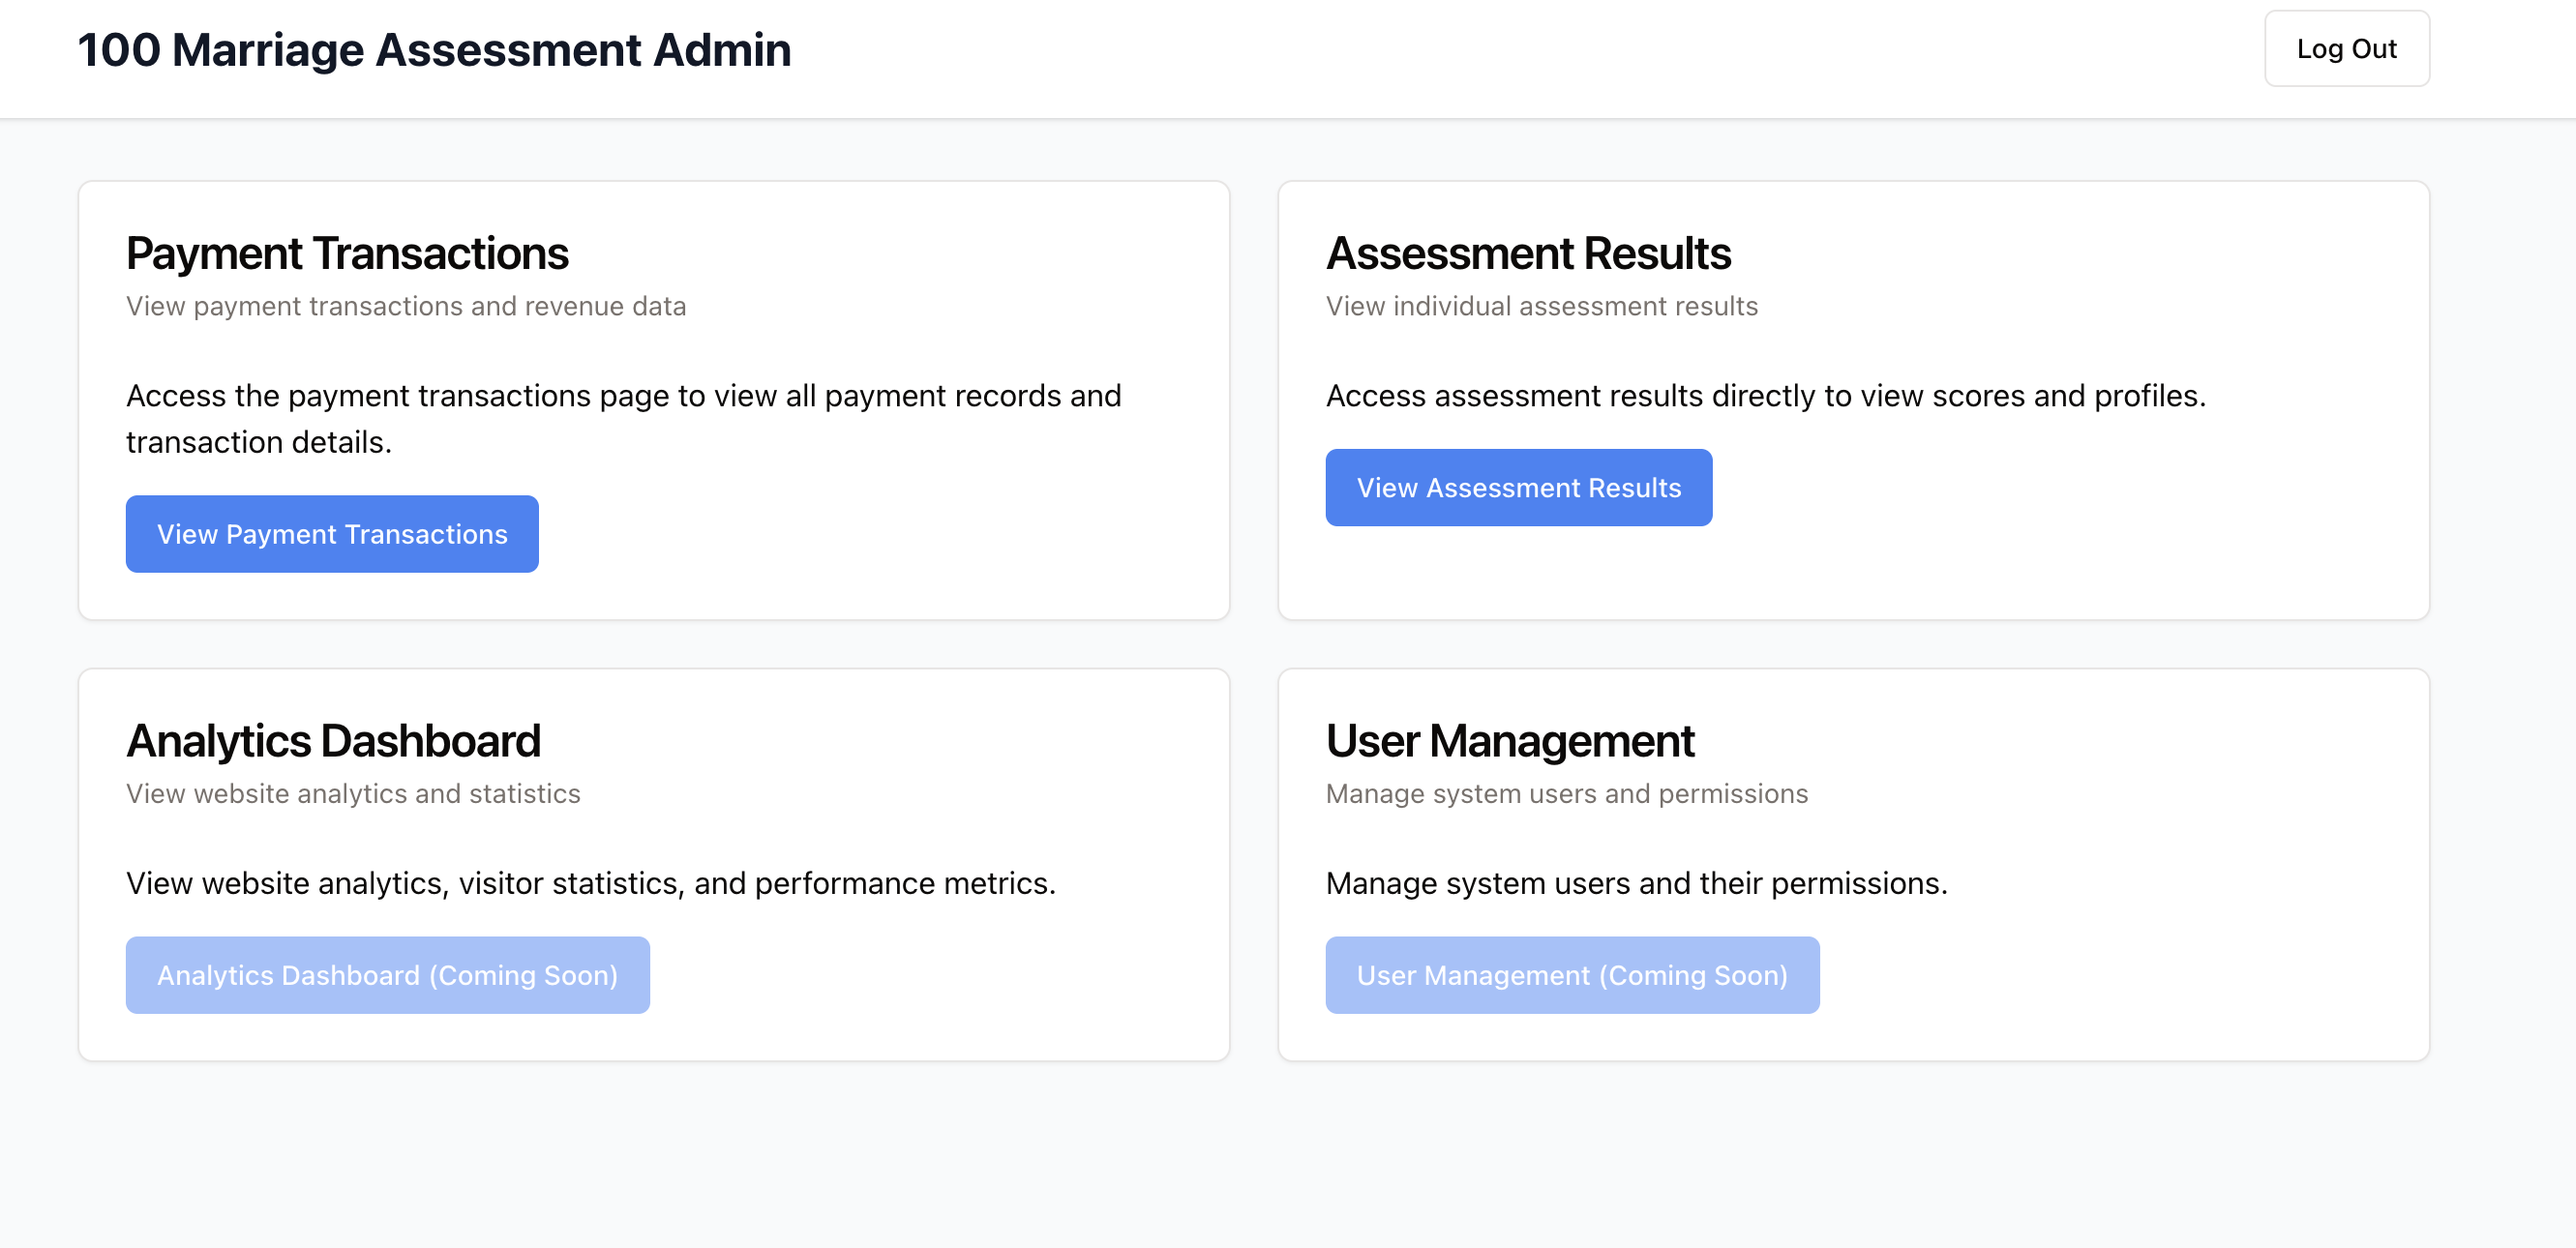 100 Marriage Assessment Admin
Log Out
Payment Transactions
View payment transactions and revenue data
Access the payment transactions page to view all payment records and
transaction details.
View Payment Transactions
Assessment Results
View individual assessment results
Access assessment results directly to view scores and profiles.
View Assessment Results
Analytics Dashboard
View website analytics and statistics
View website analytics, visitor statistics, and performance metrics.
Analytics Dashboard (Coming Soon)
User Management
Manage system users and permissions
Manage system users and their permissions.
User Management (Coming Soon)